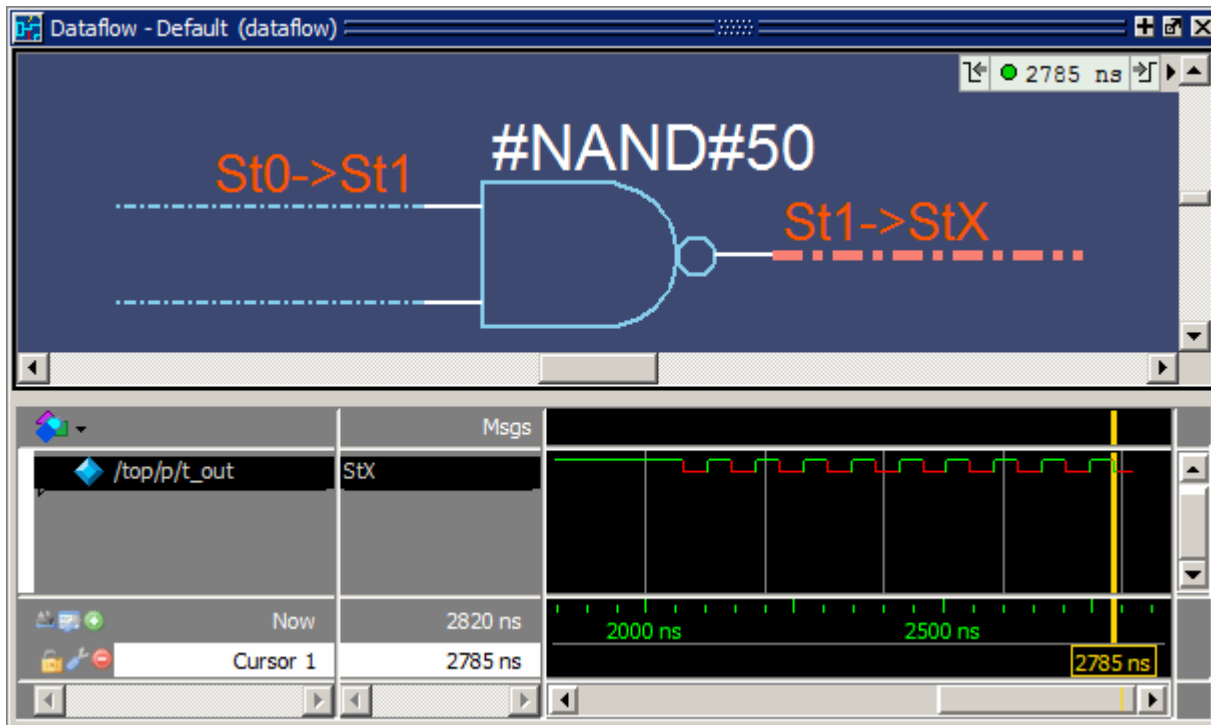 Dataflow - Default (dataflow)
2785 ns
#NAND#50
St0->St1
St1->StX
Msgs
/top/p/t_out StX
Now 2820 ns
2000 ns 2500 ns
Cursor 1 2785 ns
2785 ns